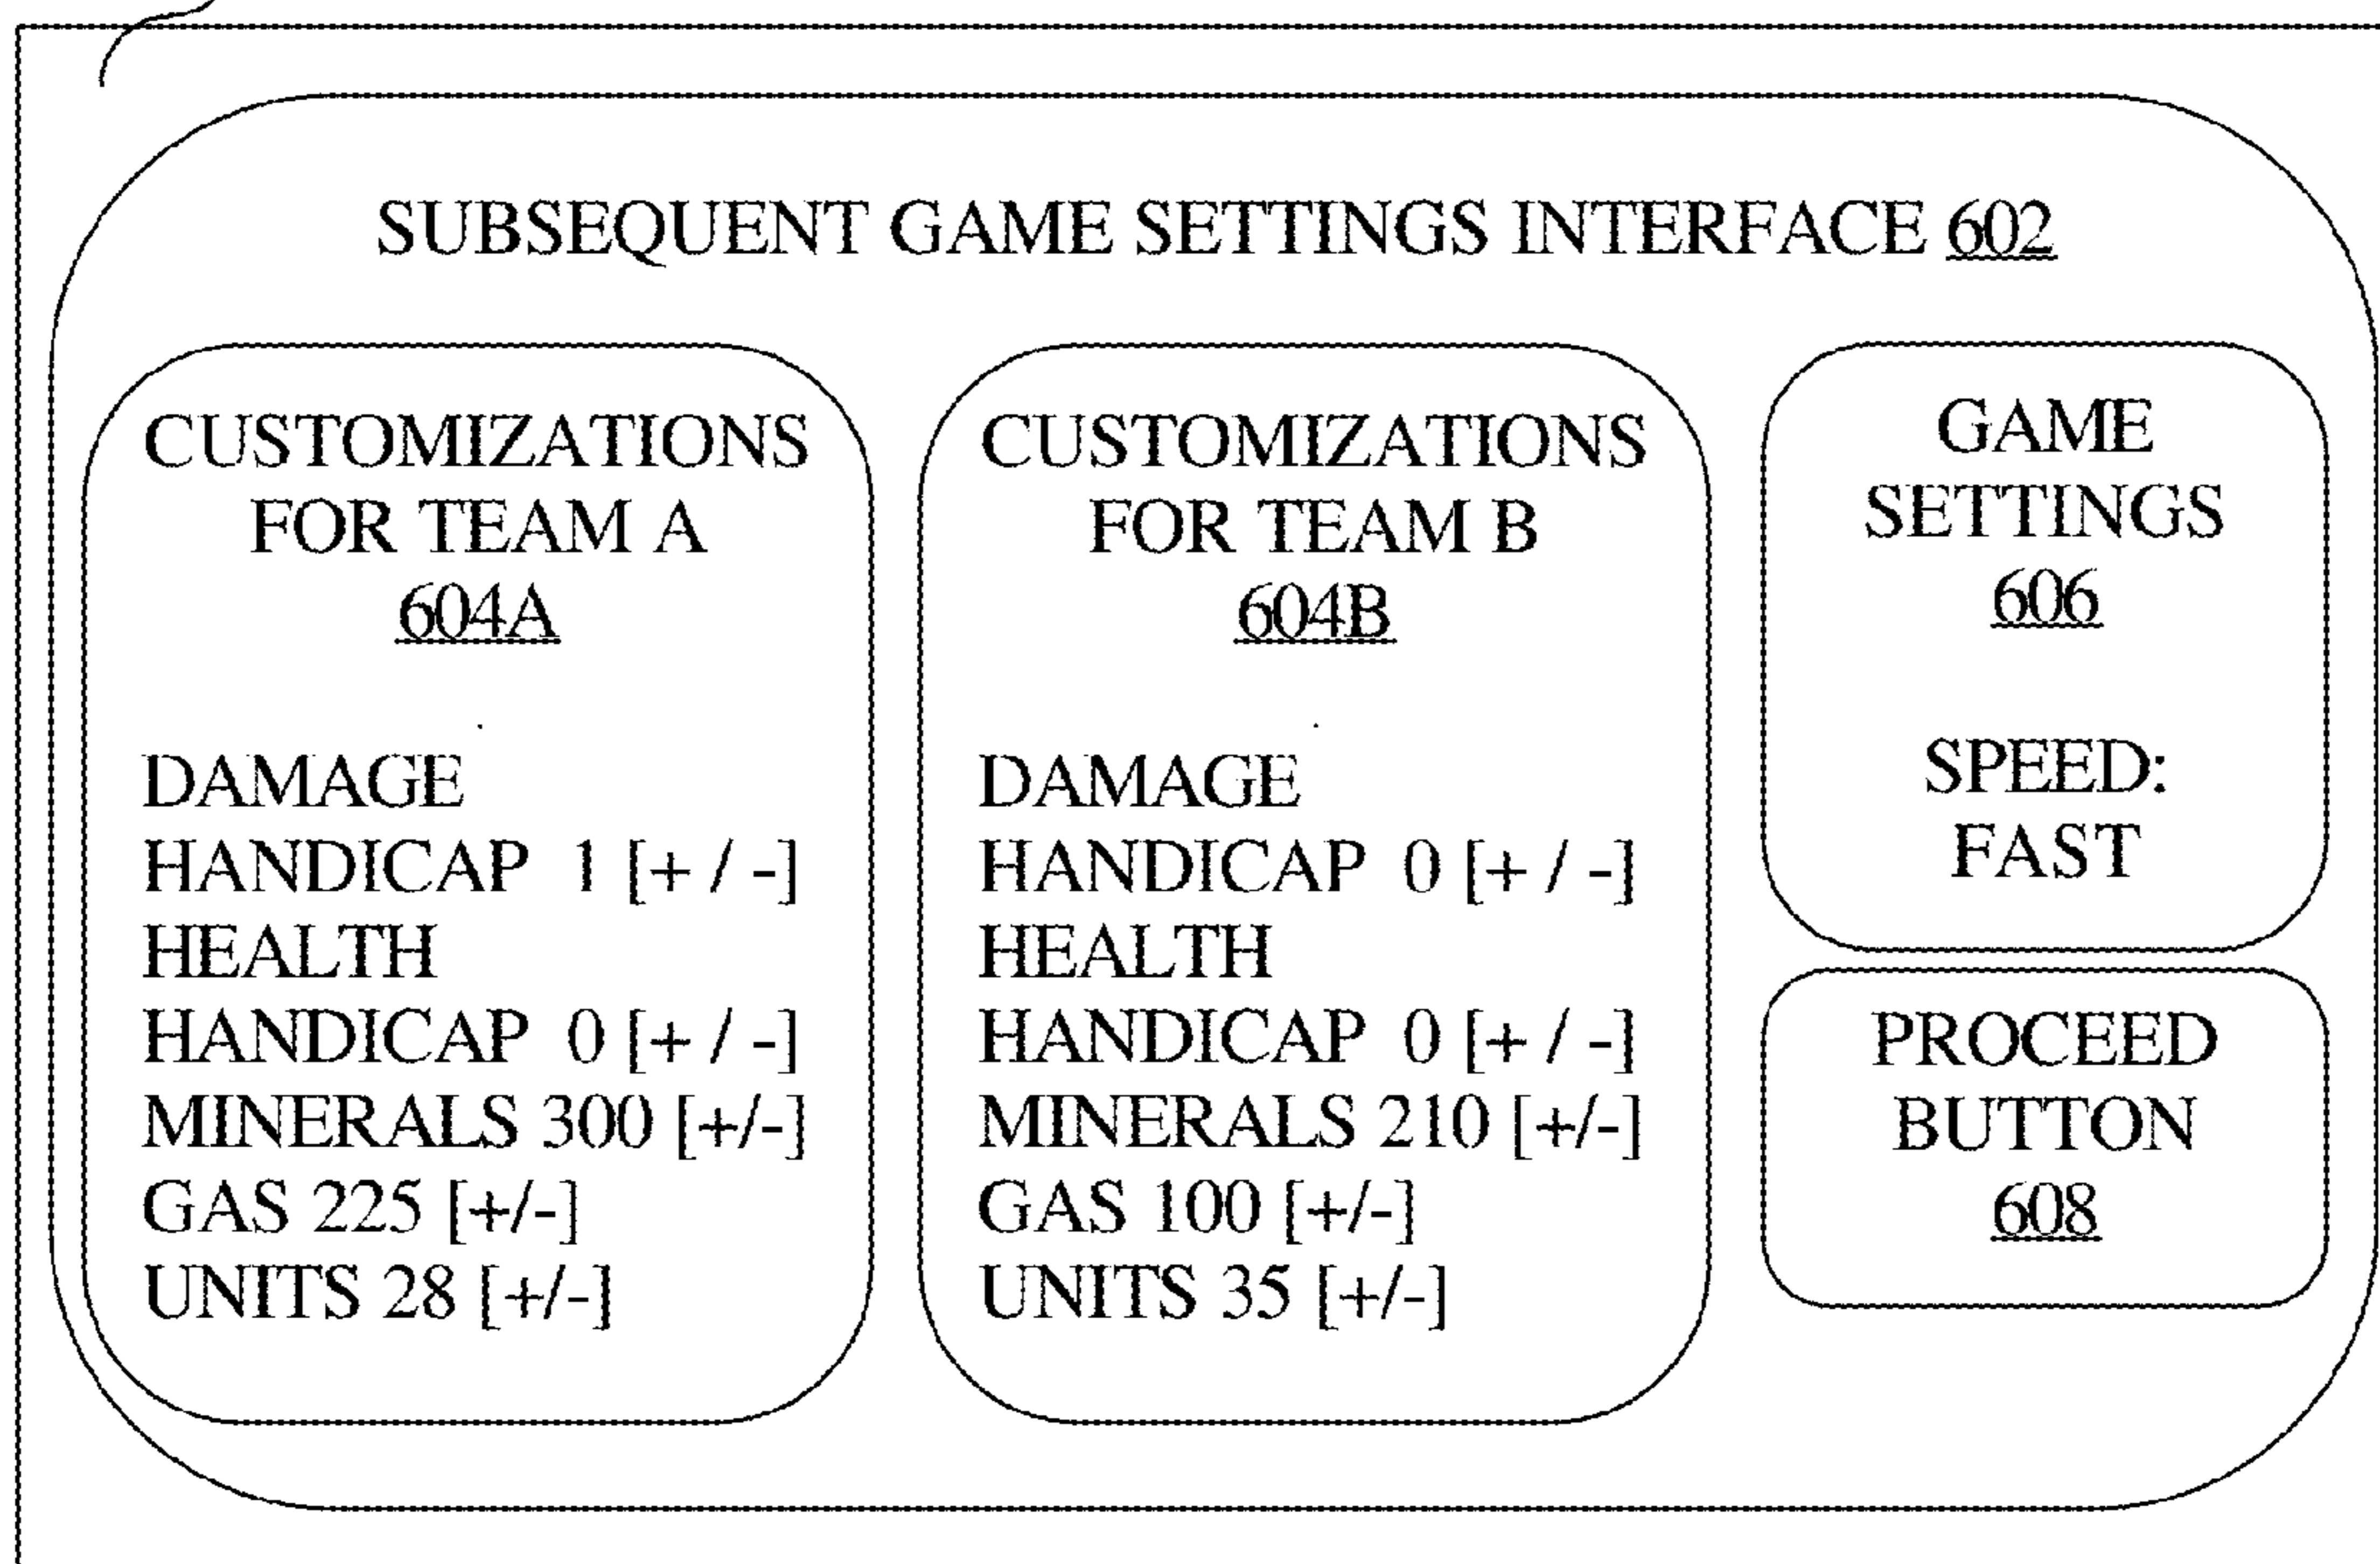 SUBSEQUENT GAME SETTINGS INTERFACE 602
CUSTOMIZATIONS
FOR TEAM A
604A
DAMAGE
HANDICAP 1 [+ / -]
HEALTH
HANDICAP 0 [+ / -]
MINERALS 300 [+/-]
GAS 225 [+/-]
UNITS 28 [+/-]
CUSTOMIZATIONS
FOR TEAM B
604B
DAMAGE
HANDICAP 0 [+ / -]
HEALTH
HANDICAP 0 [+ / -]
MINERALS 210 [+/-]
GAS 100 [+/-]
UNITS 35 [+/-]
GAME
SETTINGS
606
SPEED:
FAST
PROCEED
BUTTON
608